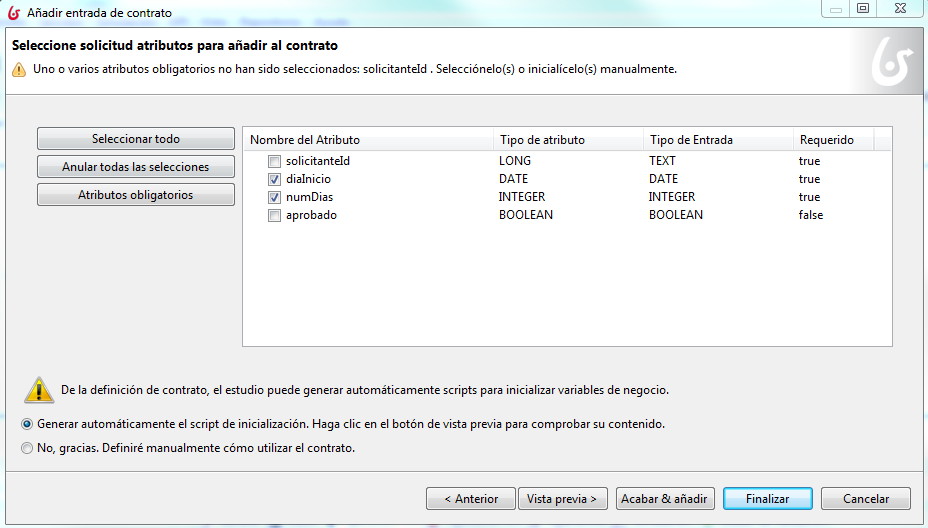 Añadir entrada de contrato
Seleccione solicitud atributos para añadir al contrato
Uno o varios atributos obligatorios no han sido seleccionados: solicitanteId . Selecciónelo(s) o inicialícelo(s) manualmente.
Seleccionar todo
Anular todas las selecciones
Atributos obligatorios
Nombre del Atributo Tipo de atributo Tipo de Entrada Requerido
solicitanteId LONG TEXT true
diaInicio DATE DATE true
numDias INTEGER INTEGER true
aprobado BOOLEAN BOOLEAN false
De la definición de contrato, el estudio puede generar automáticamente scripts para inicializar variables de negocio.
Generar automáticamente el script de inicialización. Haga clic en el botón de vista previa para comprobar su contenido.
No, gracias. Definiré manualmente cómo utilizar el contrato.
< Anterior Vista previa > Acabar & añadir Finalizar Cancelar